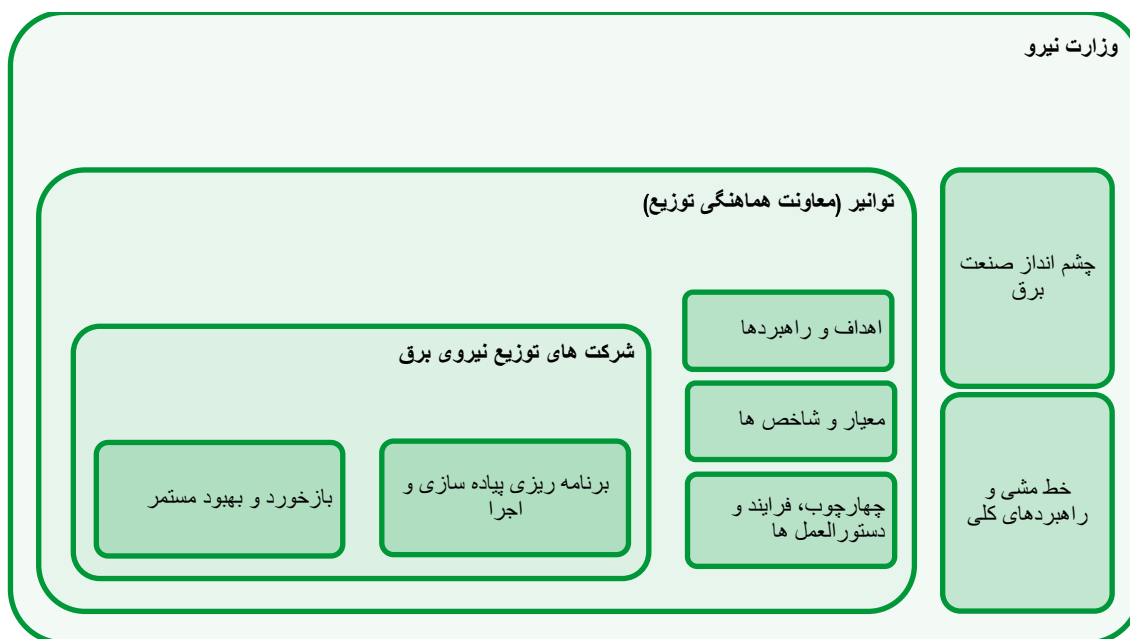 وزارت نیرو
توانیر (معاونت هماهنگی توزیع)
چشم انداز صنعت
برق
اهداف و راهبردها
شرکت های توزیع نیروی برق
معیار و شاخص ها
خط مشی و
راهبردهای کلی
برنامه ریزی پیاده سازی و
اجرا
بازخورد و بهبود مستمر
چهارچوب، فرایند و
دستورالعمل ها